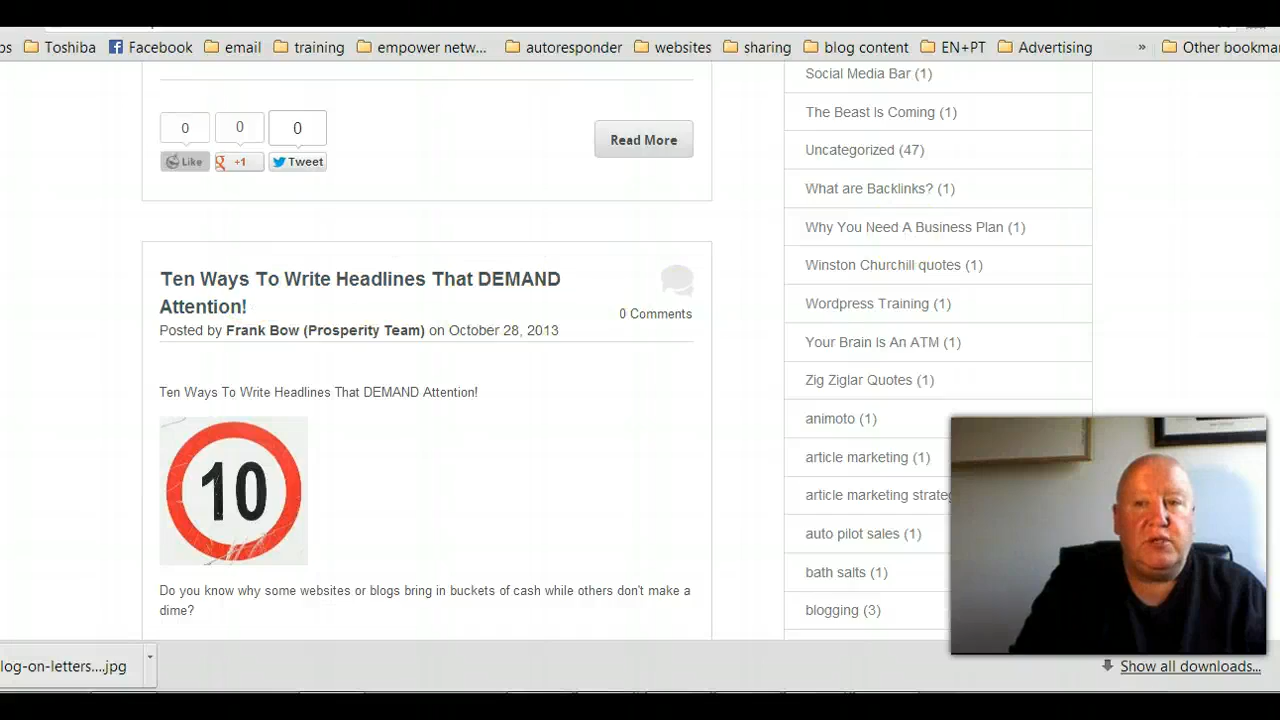 ps Toshiba Facebook email training empower netw... autoresponder websites sharing blog content EN+PT Advertising » Other bookmar
0 0 0
Like +1 Tweet
Read More
Ten Ways To Write Headlines That DEMAND
Attention!
Posted by Frank Bow (Prosperity Team) on October 28, 2013
0 Comments
Ten Ways To Write Headlines That DEMAND Attention!
10
Do you know why some websites or blogs bring in buckets of cash while others don't make a
dime?
Social Media Bar (1)
The Beast Is Coming (1)
Uncategorized (47)
What are Backlinks? (1)
Why You Need A Business Plan (1)
Winston Churchill quotes (1)
Wordpress Training (1)
Your Brain Is An ATM (1)
Zig Ziglar Quotes (1)
animoto (1)
article marketing (1)
article marketing strate
auto pilot sales (1)
bath salts (1)
blogging (3)
log-on-letters....jpg
Show all downloads...